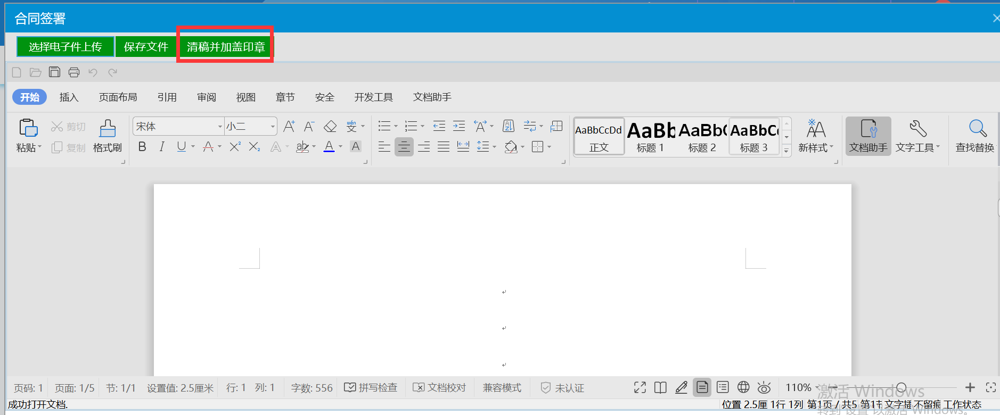 合同签署
选择电子件上传 保存文件 清稿并加盖印章
开始 插入 页面布局 引用 审阅 视图 章节 安全 开发工具 文档助手
粘贴 剪切 复制 格式刷
宋体 小二 A+ A- wén 文
B I U A X² X₂ A ab A A
AaBbCcDd AaBb AaBb( AaBbC
正文 标题 1 标题 2 标题 3
新样式 文档助手 文字工具 查找替换
页码: 1 页面: 1/5 节: 1/1 设置值: 2.5厘米 行: 1 列: 1 字数: 556 拼写检查 文档校对 兼容模式 未认证 110%
激活 Windows
成功打开文档. 位置 2.5厘 1行 1列 第1页 / 共5 第1 文字 不留痕 工作状态
转到"设置"以激活 Windows。